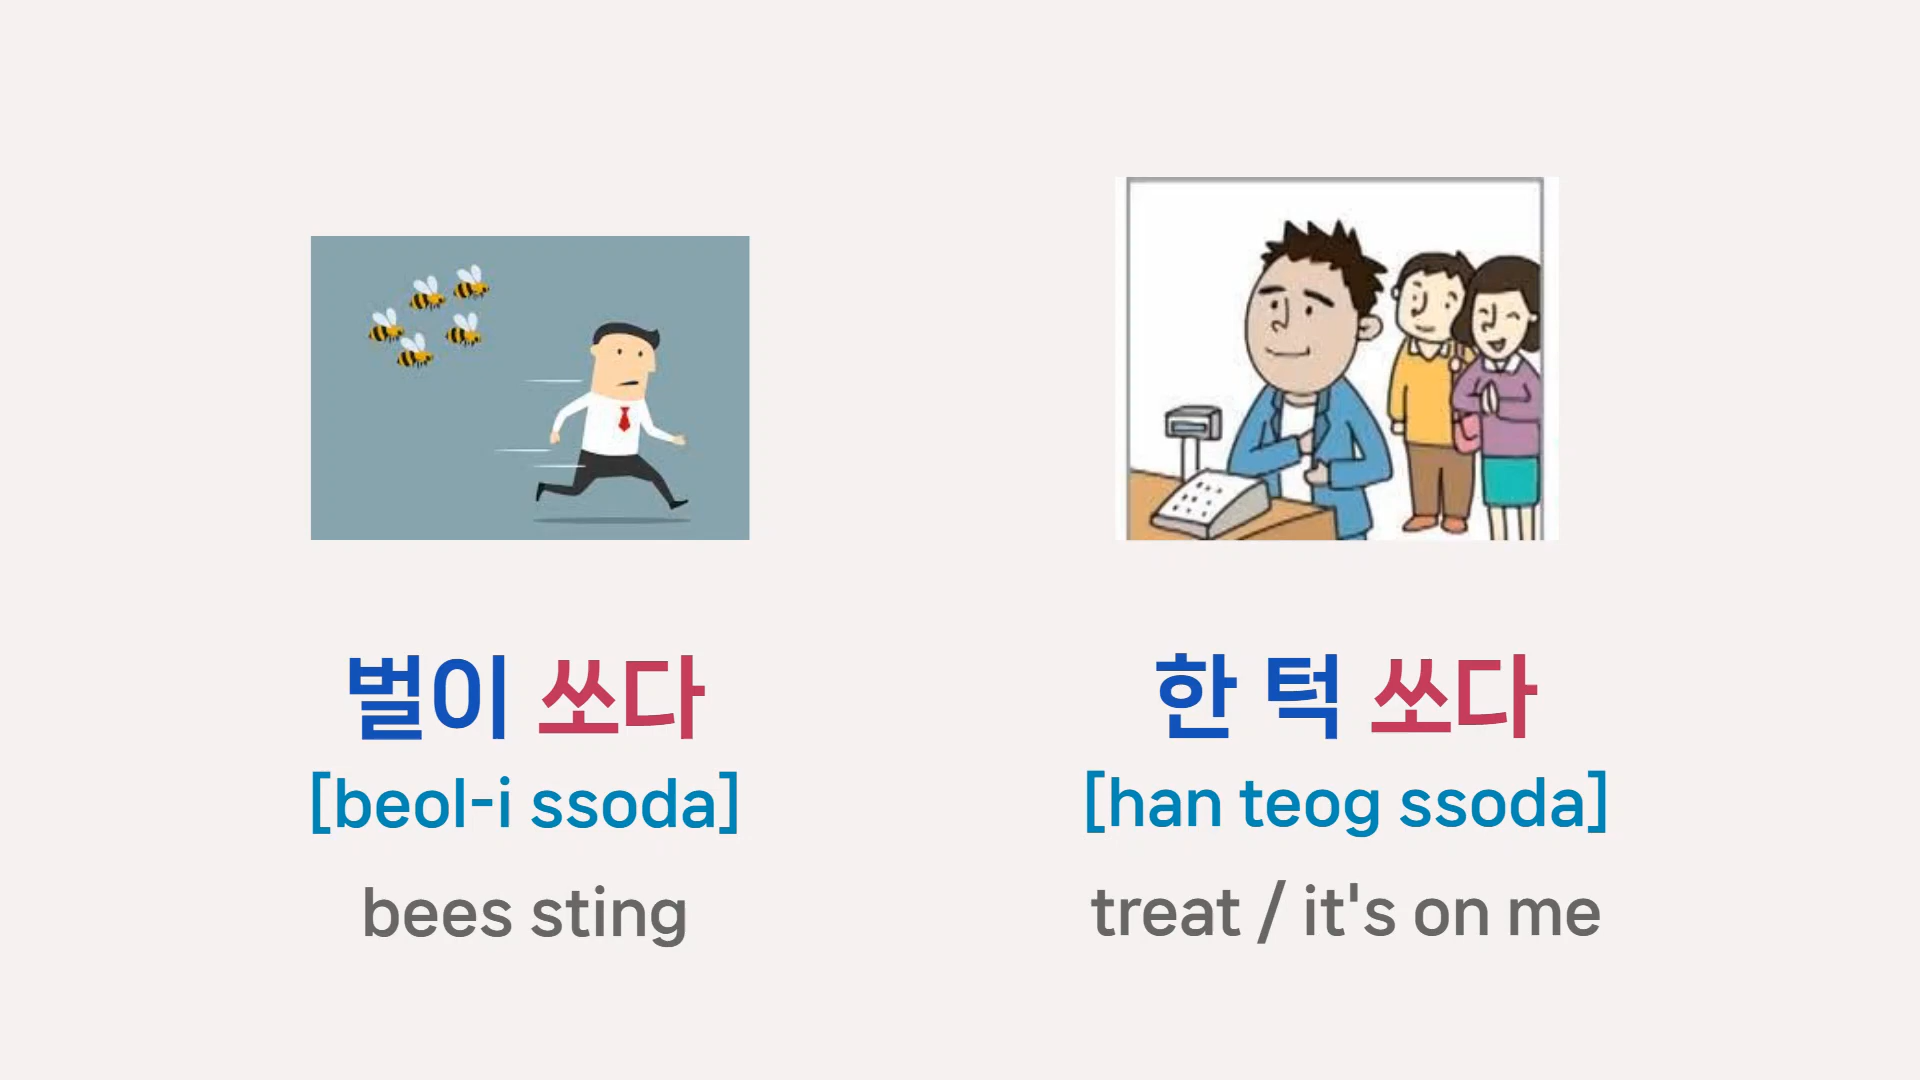 벌이 쏘다
[beol-i ssoda]
bees sting
한 턱 쏘다
[han teog ssoda]
treat / it's on me